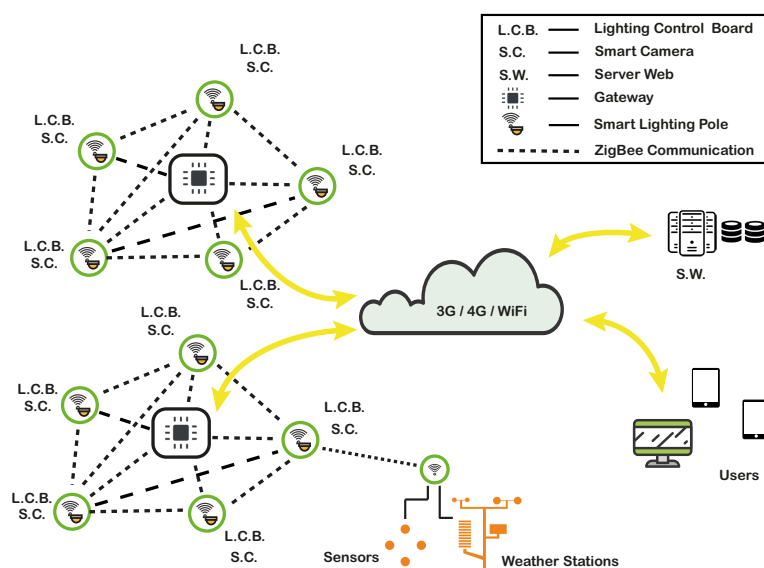 L.C.B. Lighting Control Board
S.C. Smart Camera
S.W. Server Web
Gateway
Smart Lighting Pole
ZigBee Communication
L.C.B.
S.C.
L.C.B.
S.C.
L.C.B.
S.C.
L.C.B.
S.C.
L.C.B.
S.C.
S.W.
3G / 4G / WiFi
L.C.B.
S.C.
L.C.B.
S.C.
L.C.B.
S.C.
L.C.B.
S.C.
L.C.B.
S.C.
Users
Sensors
Weather Stations